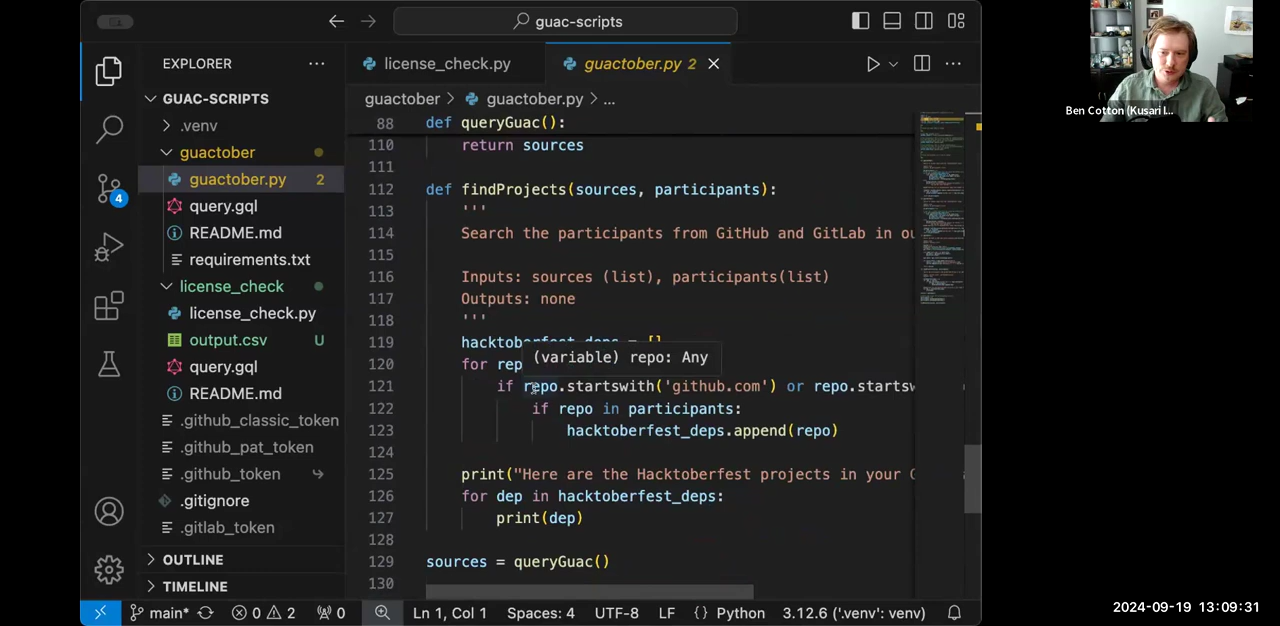 guac-scripts
EXPLORER
license_check.py
guactober.py 2
GUAC-SCRIPTS
.venv
guactober
guactober.py 2
query.gql
README.md
requirements.txt
license_check
license_check.py
output.csv U
query.gql
README.md
.github_classic_token
.github_pat_token
.github_token
.gitignore
.gitlab_token
OUTLINE
TIMELINE
4
guactober > guactober.py > ...
88 def queryGuac():
110 return sources
111
112 def findProjects(sources, participants):
113 '''
114 Search the participants from GitHub and GitLab in ou
115
116 Inputs: sources (list), participants(list)
117 Outputs: none
118 '''
119 hacktoberfest_deps = []
(variable) repo: Any
120 for rep
121 if repo.startswith('github.com') or repo.startsw
122 if repo in participants:
123 hacktoberfest_deps.append(repo)
124
125 print("Here are the Hacktoberfest projects in your G
126 for dep in hacktoberfest_deps:
127 print(dep)
128
129 sources = queryGuac()
130
main* 0 2 0 Ln 1, Col 1 Spaces: 4 UTF-8 LF {} Python 3.12.6 ('.venv': venv)
Ben Cotton (Kusari I...
2024-09-19 13:09:31